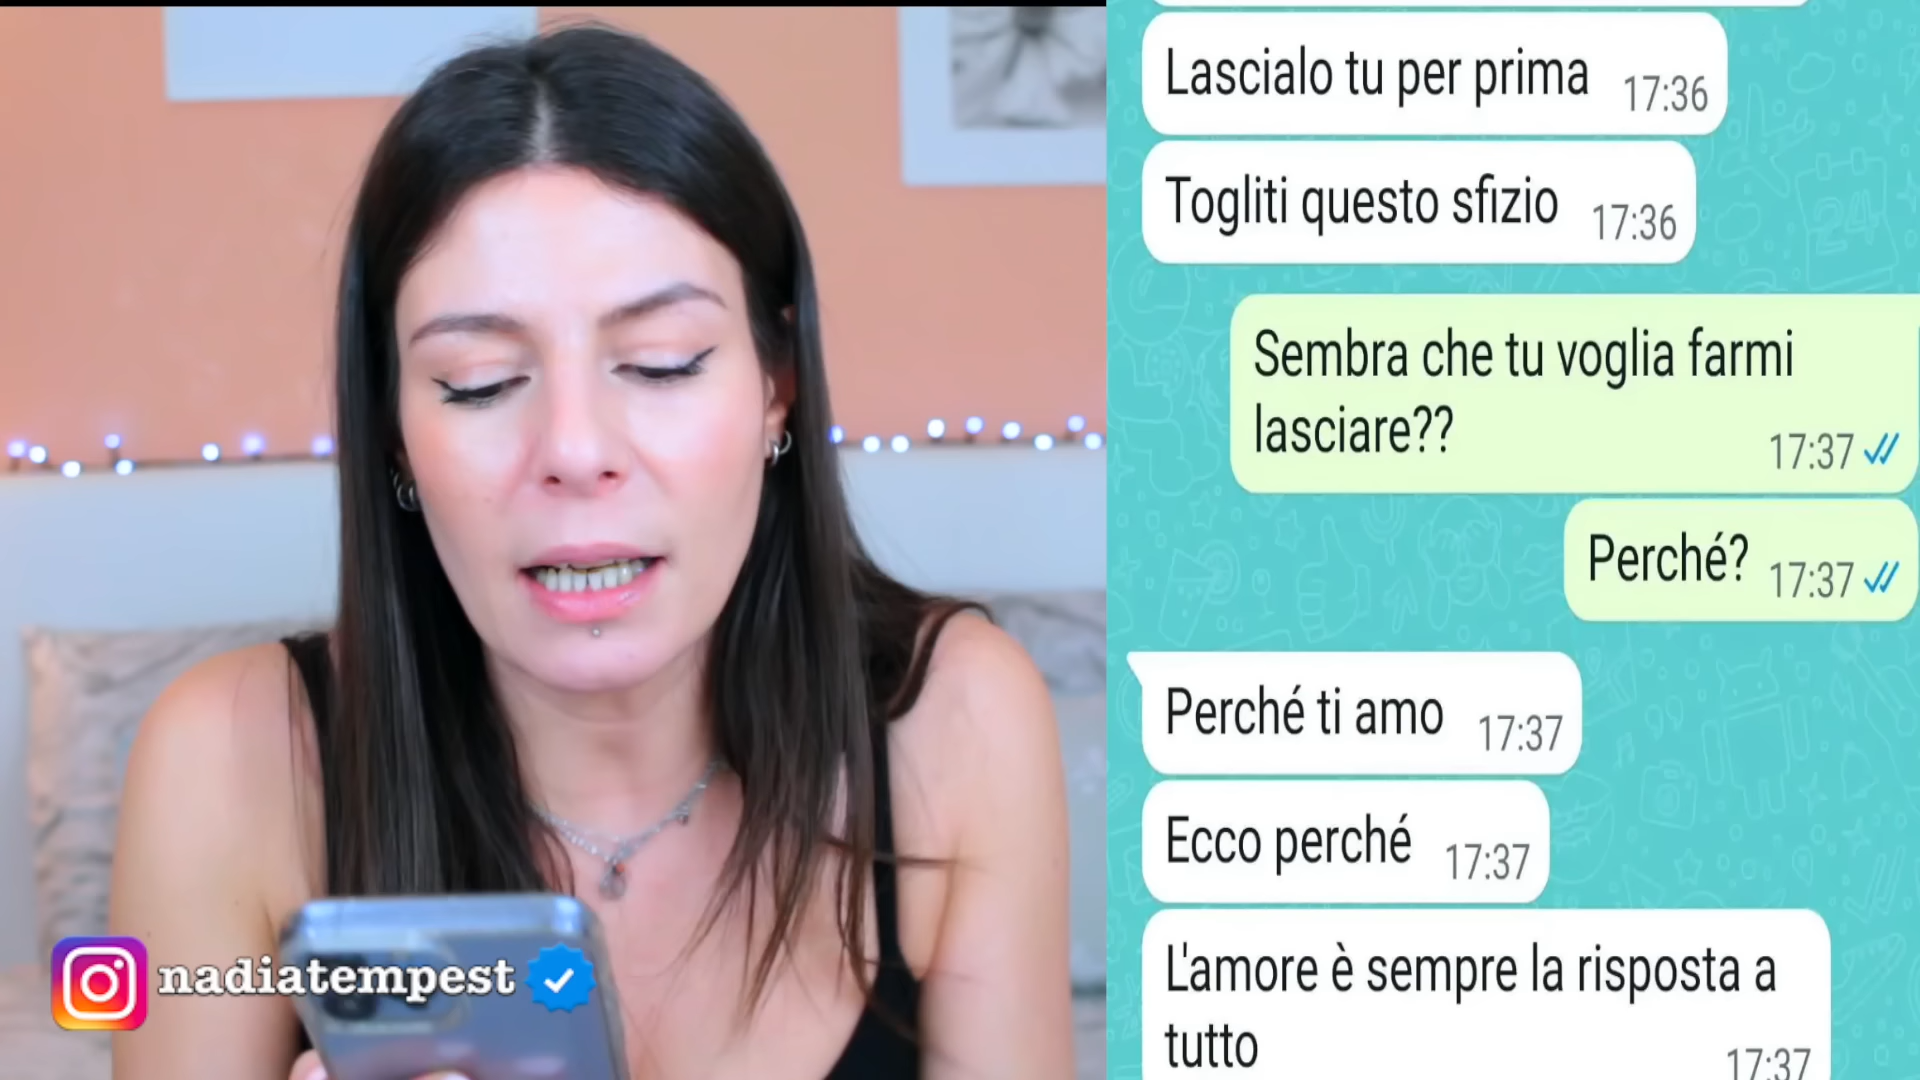 Lascialo tu per prima 17:36
Togliti questo sfizio 17:36
Sembra che tu voglia farmi
lasciare??
17:37
Perché? 17:37
Perché ti amo 17:37
Ecco perché 17:37
L'amore è sempre la risposta a
tutto
17:37
nadiatempest